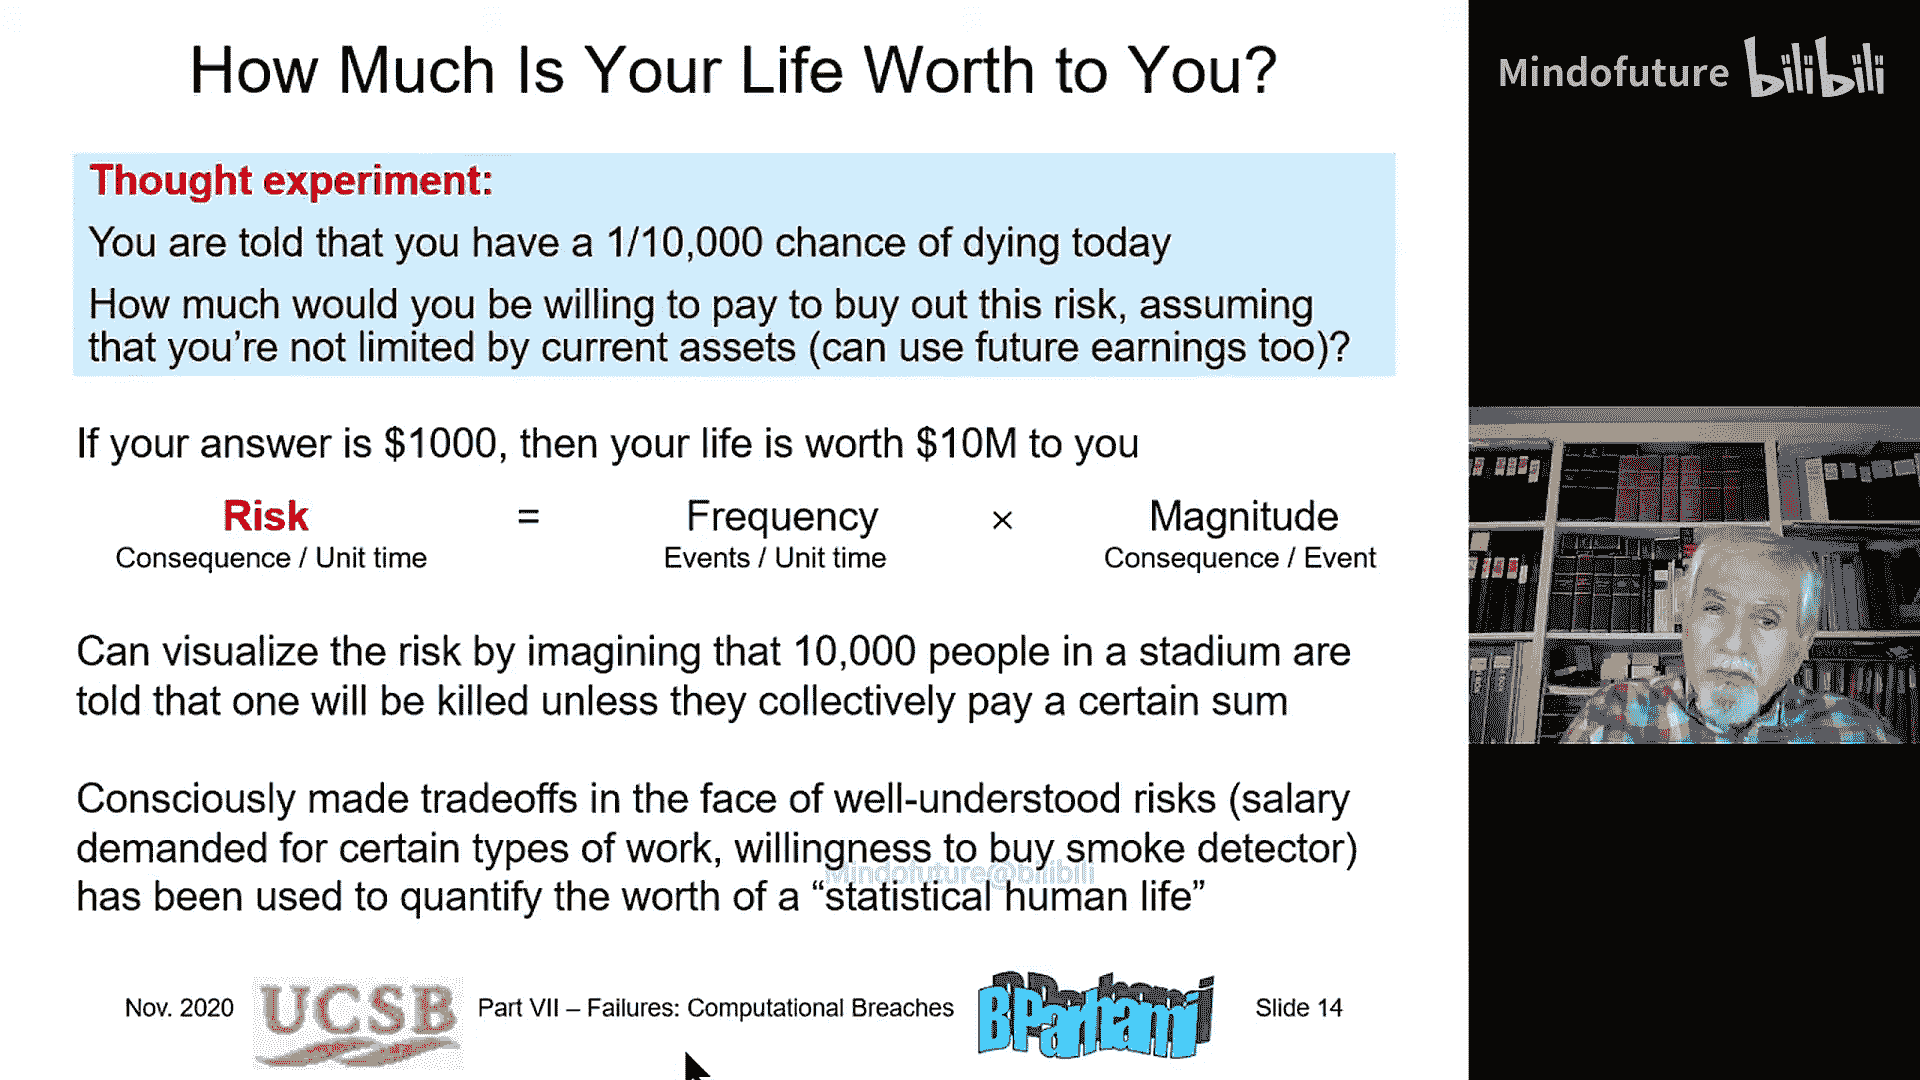 How Much Is Your Life Worth to You?
Mindofuture bilibili
Thought experiment:
You are told that you have a 1/10,000 chance of dying today
How much would you be willing to pay to buy out this risk, assuming
that you’re not limited by current assets (can use future earnings too)?
If your answer is $1000, then your life is worth $10M to you
Risk = Frequency × Magnitude
Consequence / Unit time Events / Unit time Consequence / Event
Can visualize the risk by imagining that 10,000 people in a stadium are
told that one will be killed unless they collectively pay a certain sum
Consciously made tradeoffs in the face of well-understood risks (salary
demanded for certain types of work, willingness to buy smoke detector)
Mindofuture@bilibili
has been used to quantify the worth of a “statistical human life”
Nov. 2020 UCSB Part VII – Failures: Computational Breaches BParhami Slide 14